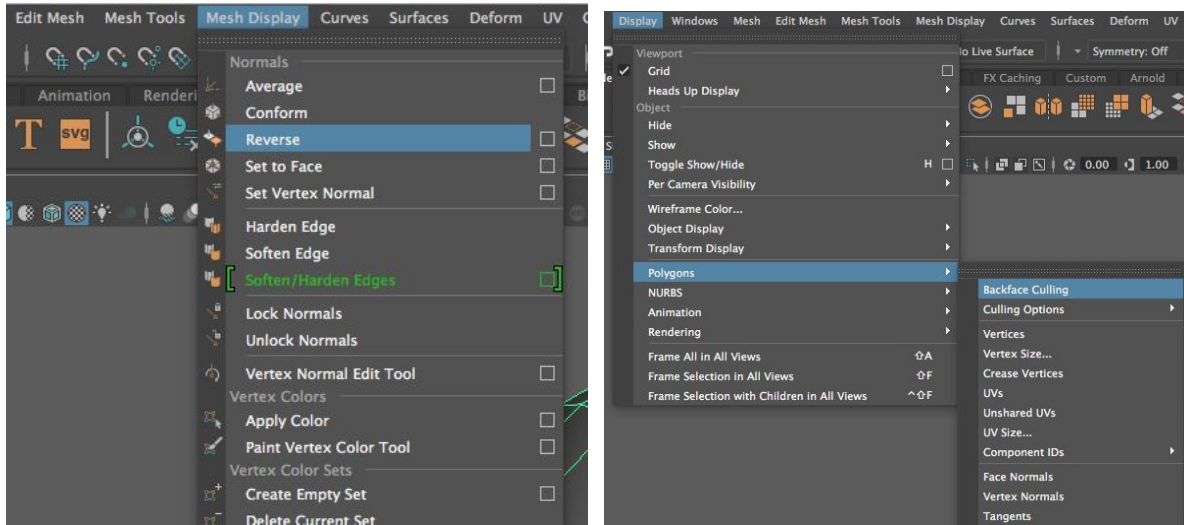 Edit Mesh Mesh Tools Mesh Display Curves Surfaces Deform UV
Animation
T svg
Normals
Average
Conform
Reverse
Set to Face
Set Vertex Normal
Harden Edge
Soften Edge
Soften/Harden Edges
Lock Normals
Unlock Normals
Vertex Normal Edit Tool
Vertex Colors
Apply Color
Paint Vertex Color Tool
Vertex Color Sets
Create Empty Set
Delete Current Set
Display Windows Mesh Edit Mesh Mesh Tools Mesh Display Curves Surfaces Deform UV
Live Surface Symmetry: Off
FX Caching Custom Arnold
0.00 1.00
Viewport
Grid
Heads Up Display
Object
Hide
Show
Toggle Show/Hide H
Per Camera Visibility
Wireframe Color...
Object Display
Transform Display
Polygons
NURBS
Animation
Rendering
Frame All in All Views ⇧A
Frame Selection in All Views ⇧F
Frame Selection with Children in All Views ^⇧F
Backface Culling
Culling Options
Vertices
Vertex Size...
Crease Vertices
UVs
Unshared UVs
UV Size...
Component IDs
Face Normals
Vertex Normals
Tangents